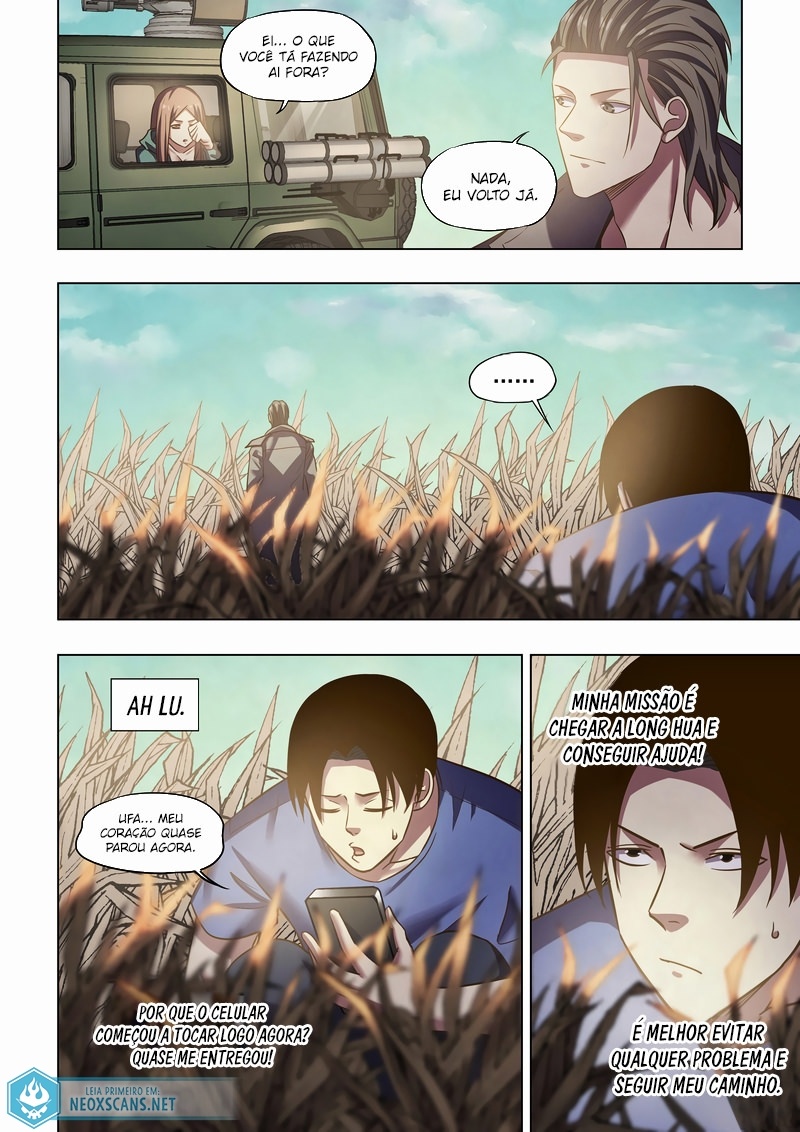 EI... O QUE
VOCÊ TÁ FAZENDO
AI FORA?
NADA,
EU VOLTO JÁ.
......
AH LU.
UFA... MEU
CORAÇÃO QUASE
PAROU AGORA.
POR QUE O CELULAR
COMEÇOU A TOCAR LOGO AGORA?
QUASE ME ENTREGOU!
MINHA MISSÃO É
CHEGAR A LONG HUA E
CONSEGUIR AJUDA!
É MELHOR EVITAR
QUALQUER PROBLEMA E
SEGUIR MEU CAMINHO.
LEIA PRIMEIRO EM:
NEOXSCANS.NET